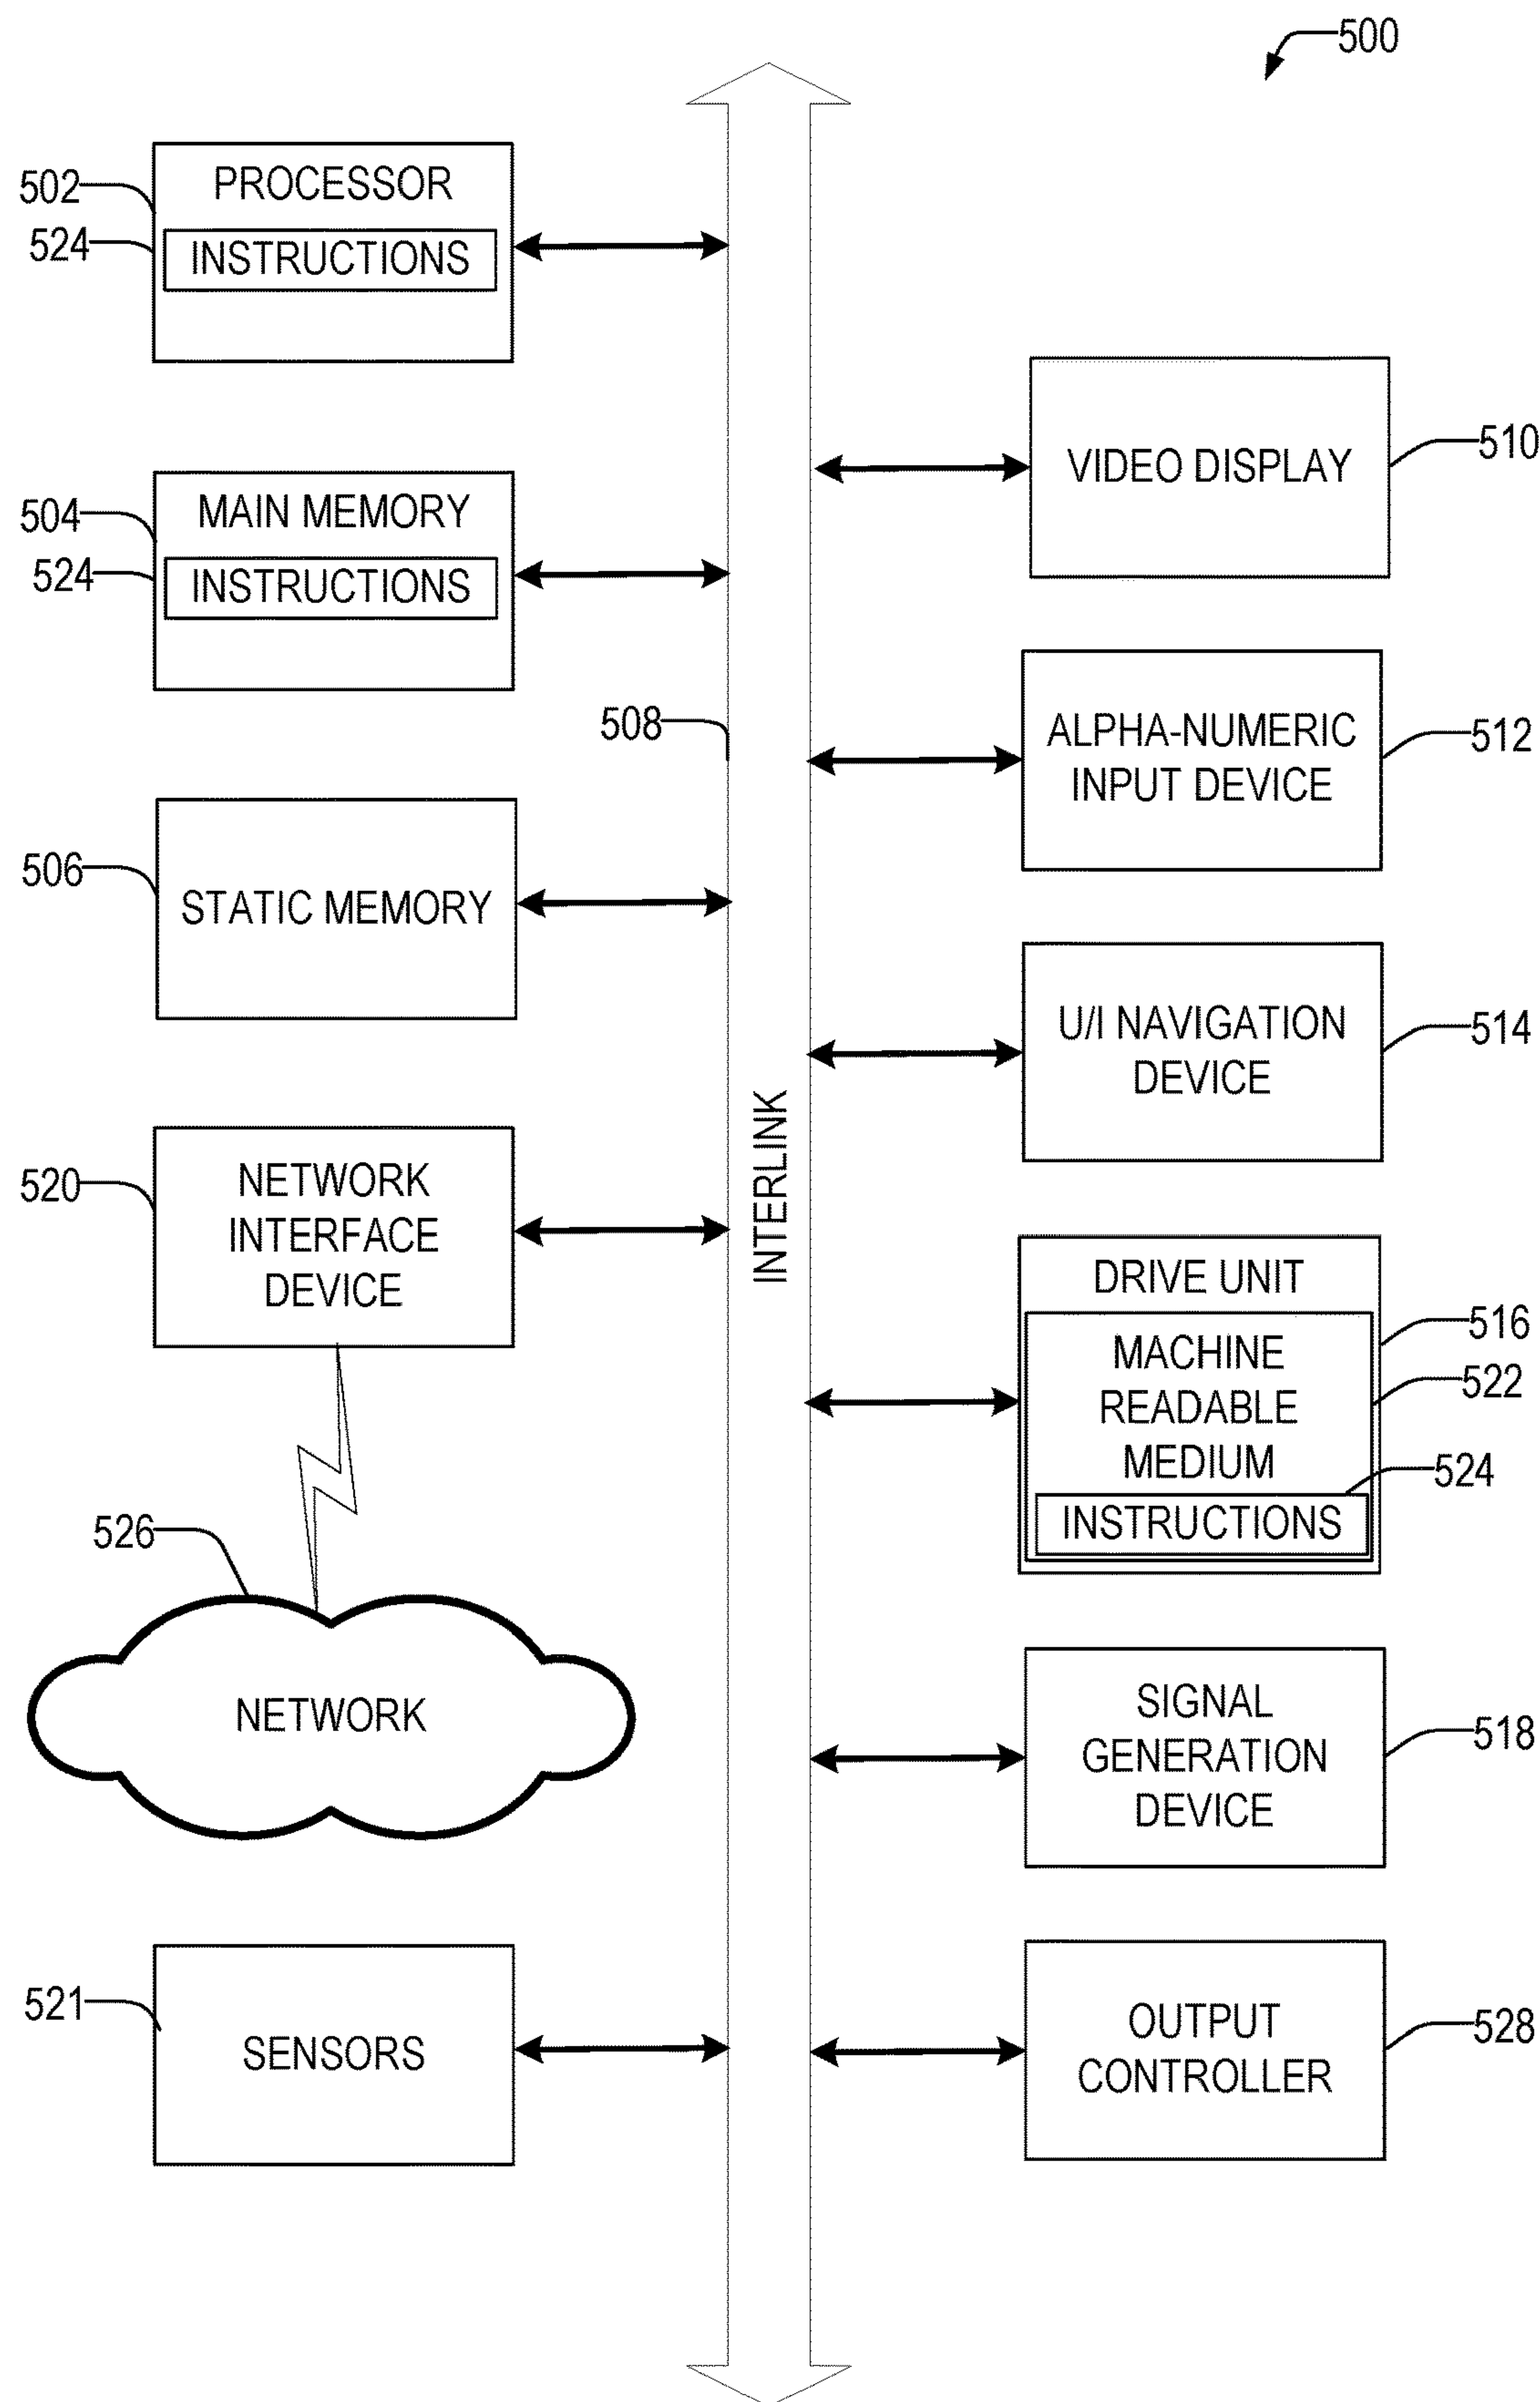 500
502
PROCESSOR
524
INSTRUCTIONS
504
MAIN MEMORY
524
INSTRUCTIONS
506
STATIC MEMORY
520
NETWORK
INTERFACE
DEVICE
526
NETWORK
521
SENSORS
508
INTERLINK
VIDEO DISPLAY
510
ALPHA-NUMERIC
INPUT DEVICE
512
U/I NAVIGATION
DEVICE
514
DRIVE UNIT
516
MACHINE
READABLE
MEDIUM
522
524
INSTRUCTIONS
SIGNAL
GENERATION
DEVICE
518
OUTPUT
CONTROLLER
528